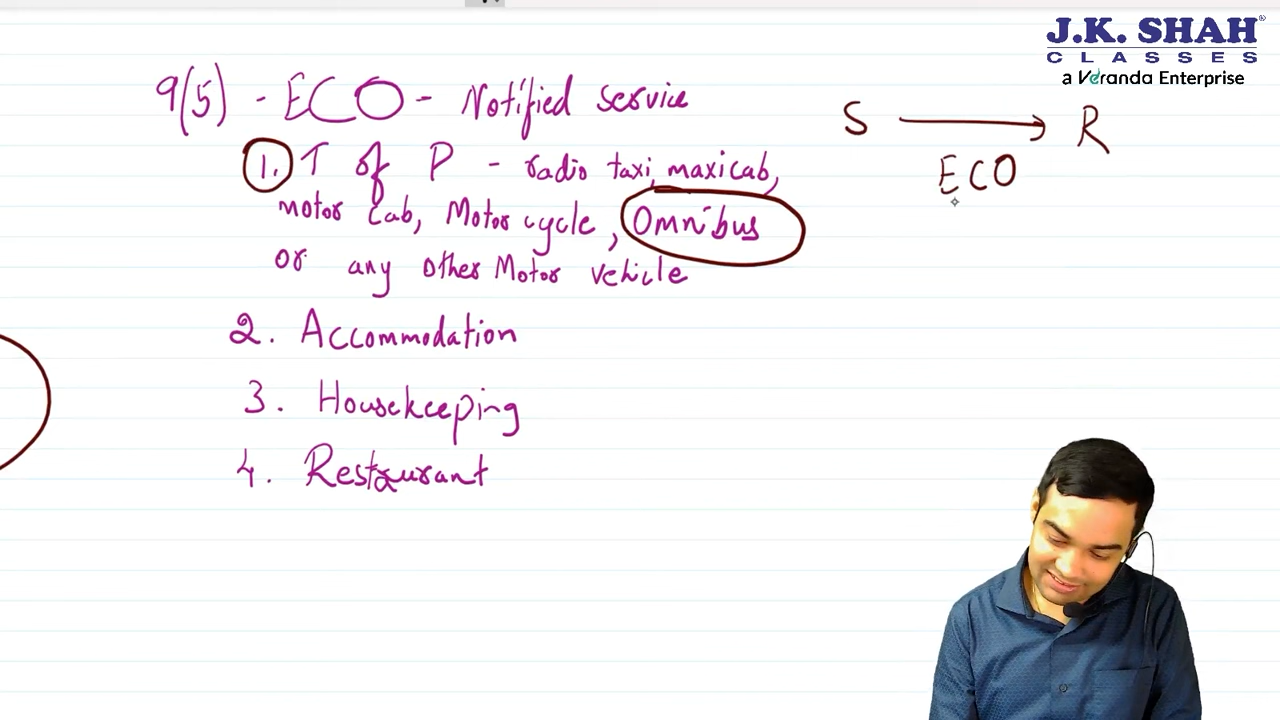 J.K. SHAH®
CLASSES
a Veranda Enterprise
9(5) - ECO - Notified service
1. T of P - radio taxi, maxicab,
motor cab, Motor cycle, Omnibus
or any other Motor vehicle
2. Accommodation
3. Housekeeping
4. Restaurant
S → R
ECO